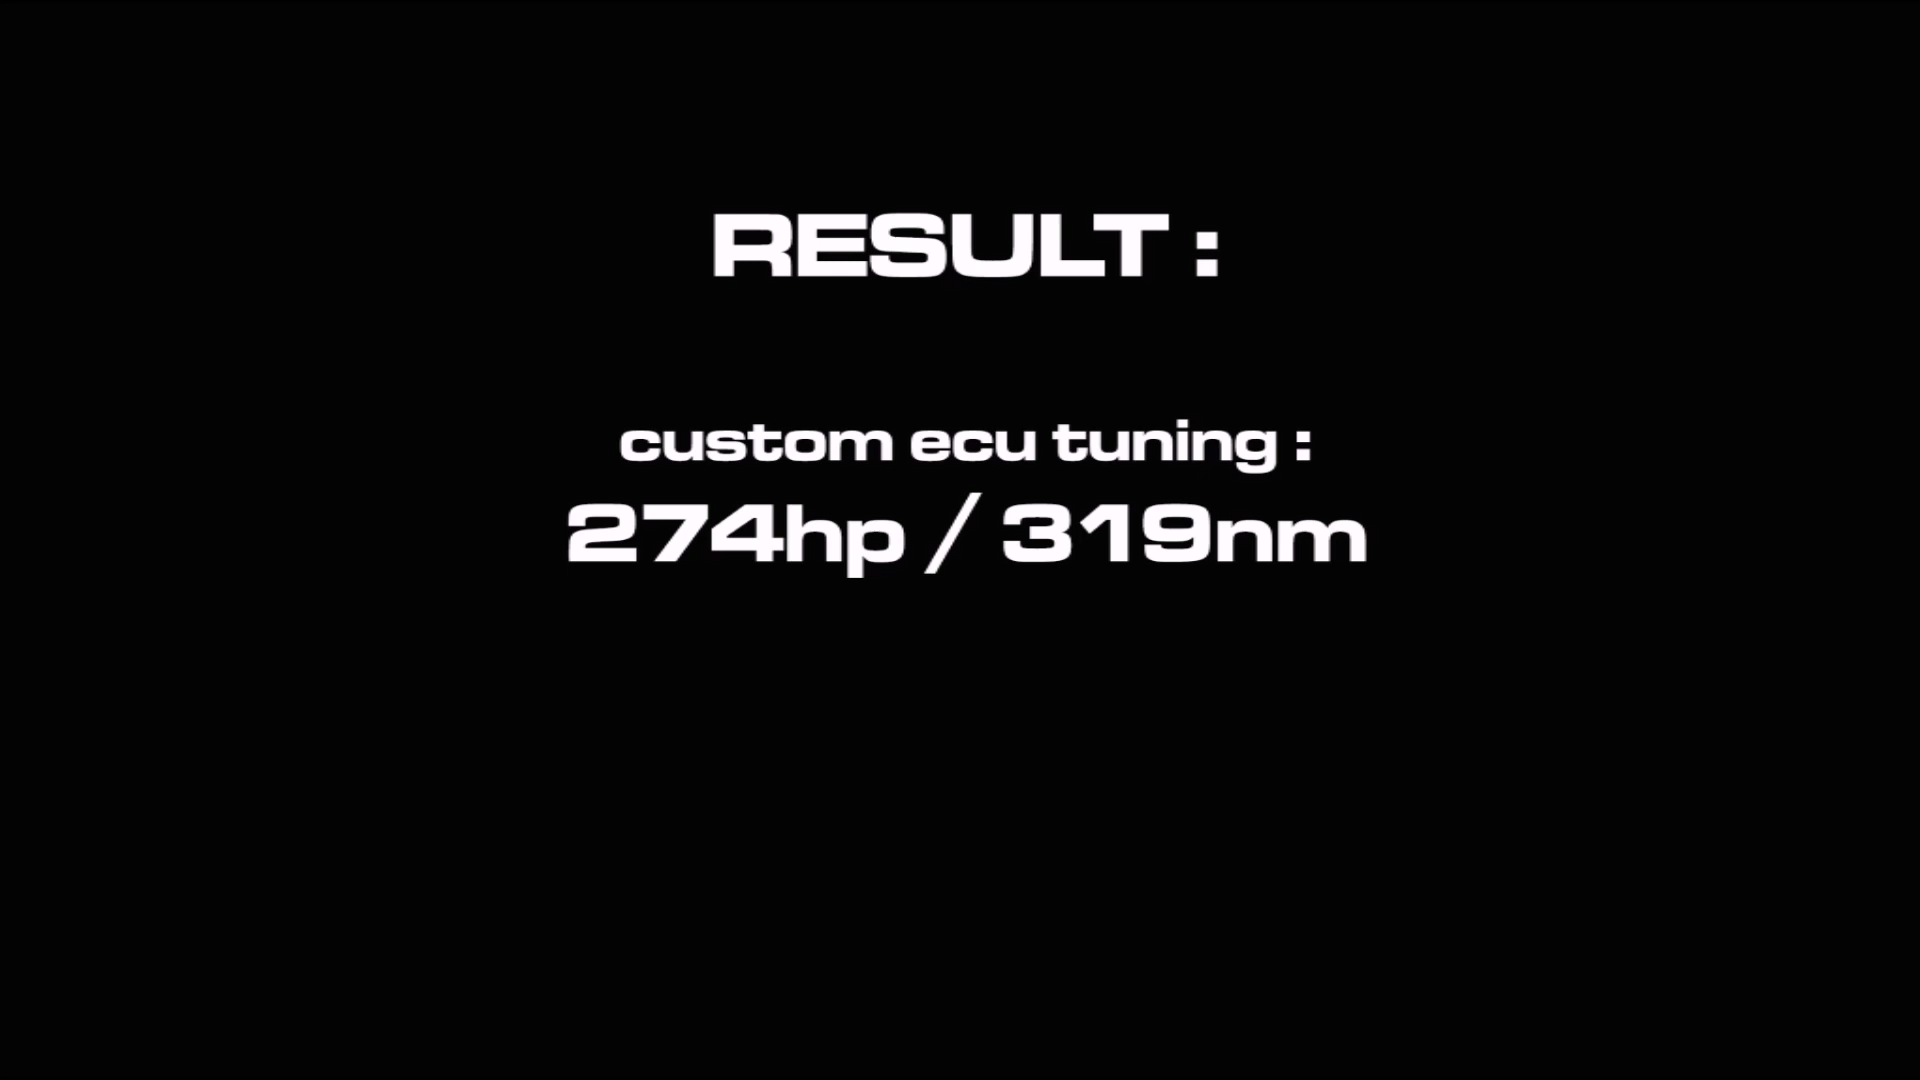 RESULT :
custom ecu tuning :
274hp / 319nm